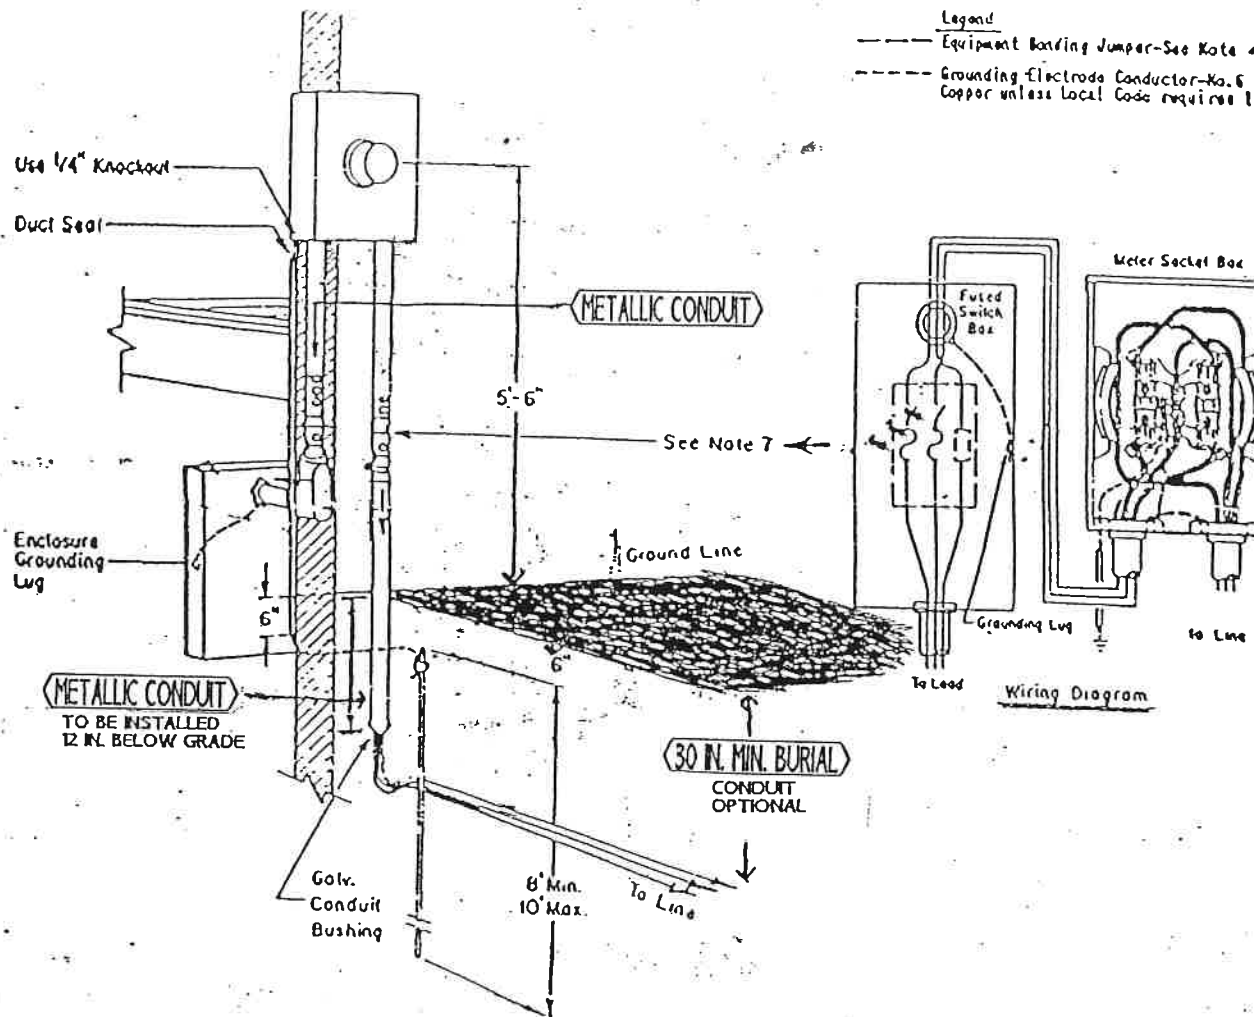 Legend
Equipment Bonding Jumper-See Note
Grounding Electrode Conductor-No. 6
Copper unless Local Code requires
Use 1/4" Knockout
Duct Seal
METALLIC CONDUIT
5'-6"
See Note 7
Fused
Switch
Box
Meter Socket Box
Enclosure
Grounding
Lug
6"
Ground Line
6"
Grounding Lug
To Load
to Line
Wiring Diagram
METALLIC CONDUIT
TO BE INSTALLED
12 IN. BELOW GRADE
30 IN. MIN. BURIAL
CONDUIT
OPTIONAL
Galv.
Conduit
Bushing
8' Min.
10' Max.
To Line